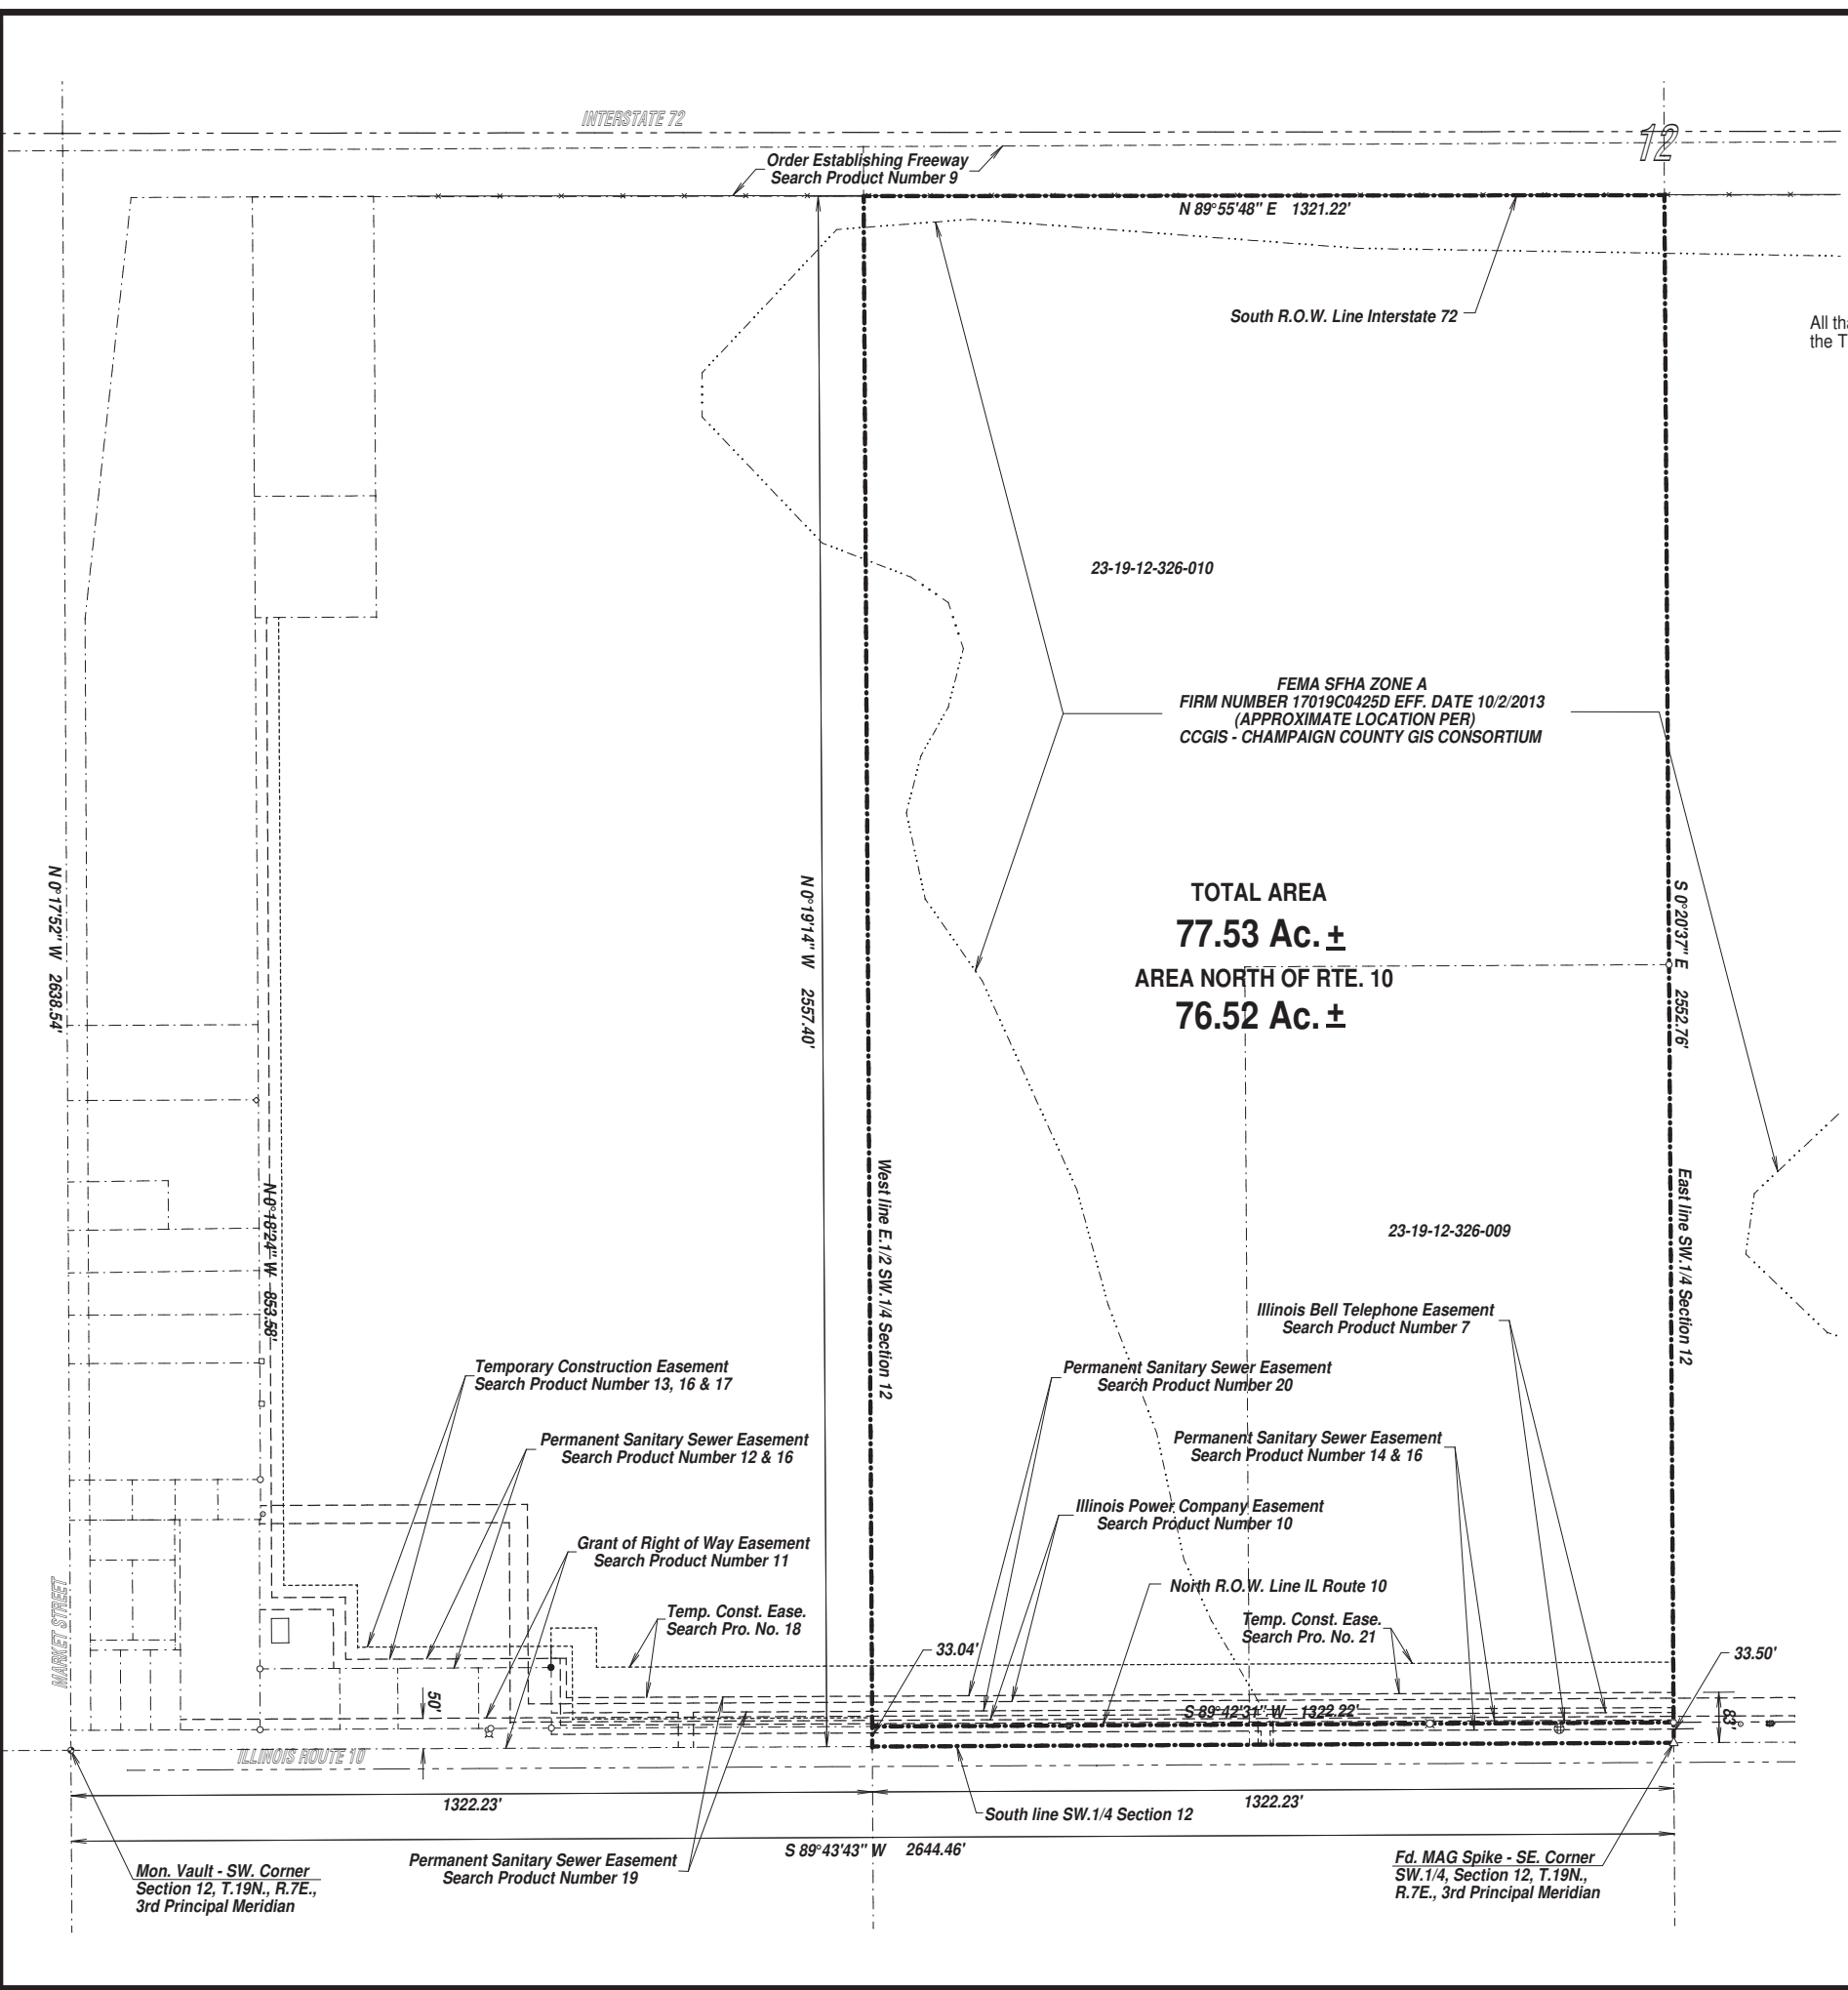 INTERSTATE 72
12
Order Establishing Freeway
Search Product Number 9
N 89°55'48" E 1321.22'
South R.O.W. Line Interstate 72
All tha
the T
23-19-12-326-010
FEMA SFHA ZONE A
FIRM NUMBER 17019C0425D EFF. DATE 10/2/2013
(APPROXIMATE LOCATION PER)
CCGIS - CHAMPAIGN COUNTY GIS CONSORTIUM
N 0°17'52" W 2638.54'
N 0°19'14" W 2557.40'
TOTAL AREA
77.53 Ac. ±
AREA NORTH OF RTE. 10
76.52 Ac. ±
S 0°20'37" E 2552.76'
N 0°18'24" W 853.58'
West line E.1/2 SW.1/4 Section 12
East line SW.1/4 Section 12
23-19-12-326-009
Illinois Bell Telephone Easement
Search Product Number 7
Temporary Construction Easement
Search Product Number 13, 16 & 17
Permanent Sanitary Sewer Easement
Search Product Number 20
Permanent Sanitary Sewer Easement
Search Product Number 12 & 16
Permanent Sanitary Sewer Easement
Search Product Number 14 & 16
Illinois Power Company Easement
Search Product Number 10
Grant of Right of Way Easement
Search Product Number 11
North R.O.W. Line IL Route 10
Temp. Const. Ease.
Search Pro. No. 18
Temp. Const. Ease.
Search Pro. No. 21
MARKET STREET
33.04'
33.50'
50'
S 89°42'31" W 1322.22'
83'
ILLINOIS ROUTE 10
1322.23'
1322.23'
South line SW.1/4 Section 12
S 89°43'43" W 2644.46'
Mon. Vault - SW. Corner
Section 12, T.19N., R.7E.,
3rd Principal Meridian
Permanent Sanitary Sewer Easement
Search Product Number 19
Fd. MAG Spike - SE. Corner
SW.1/4, Section 12, T.19N.,
R.7E., 3rd Principal Meridian